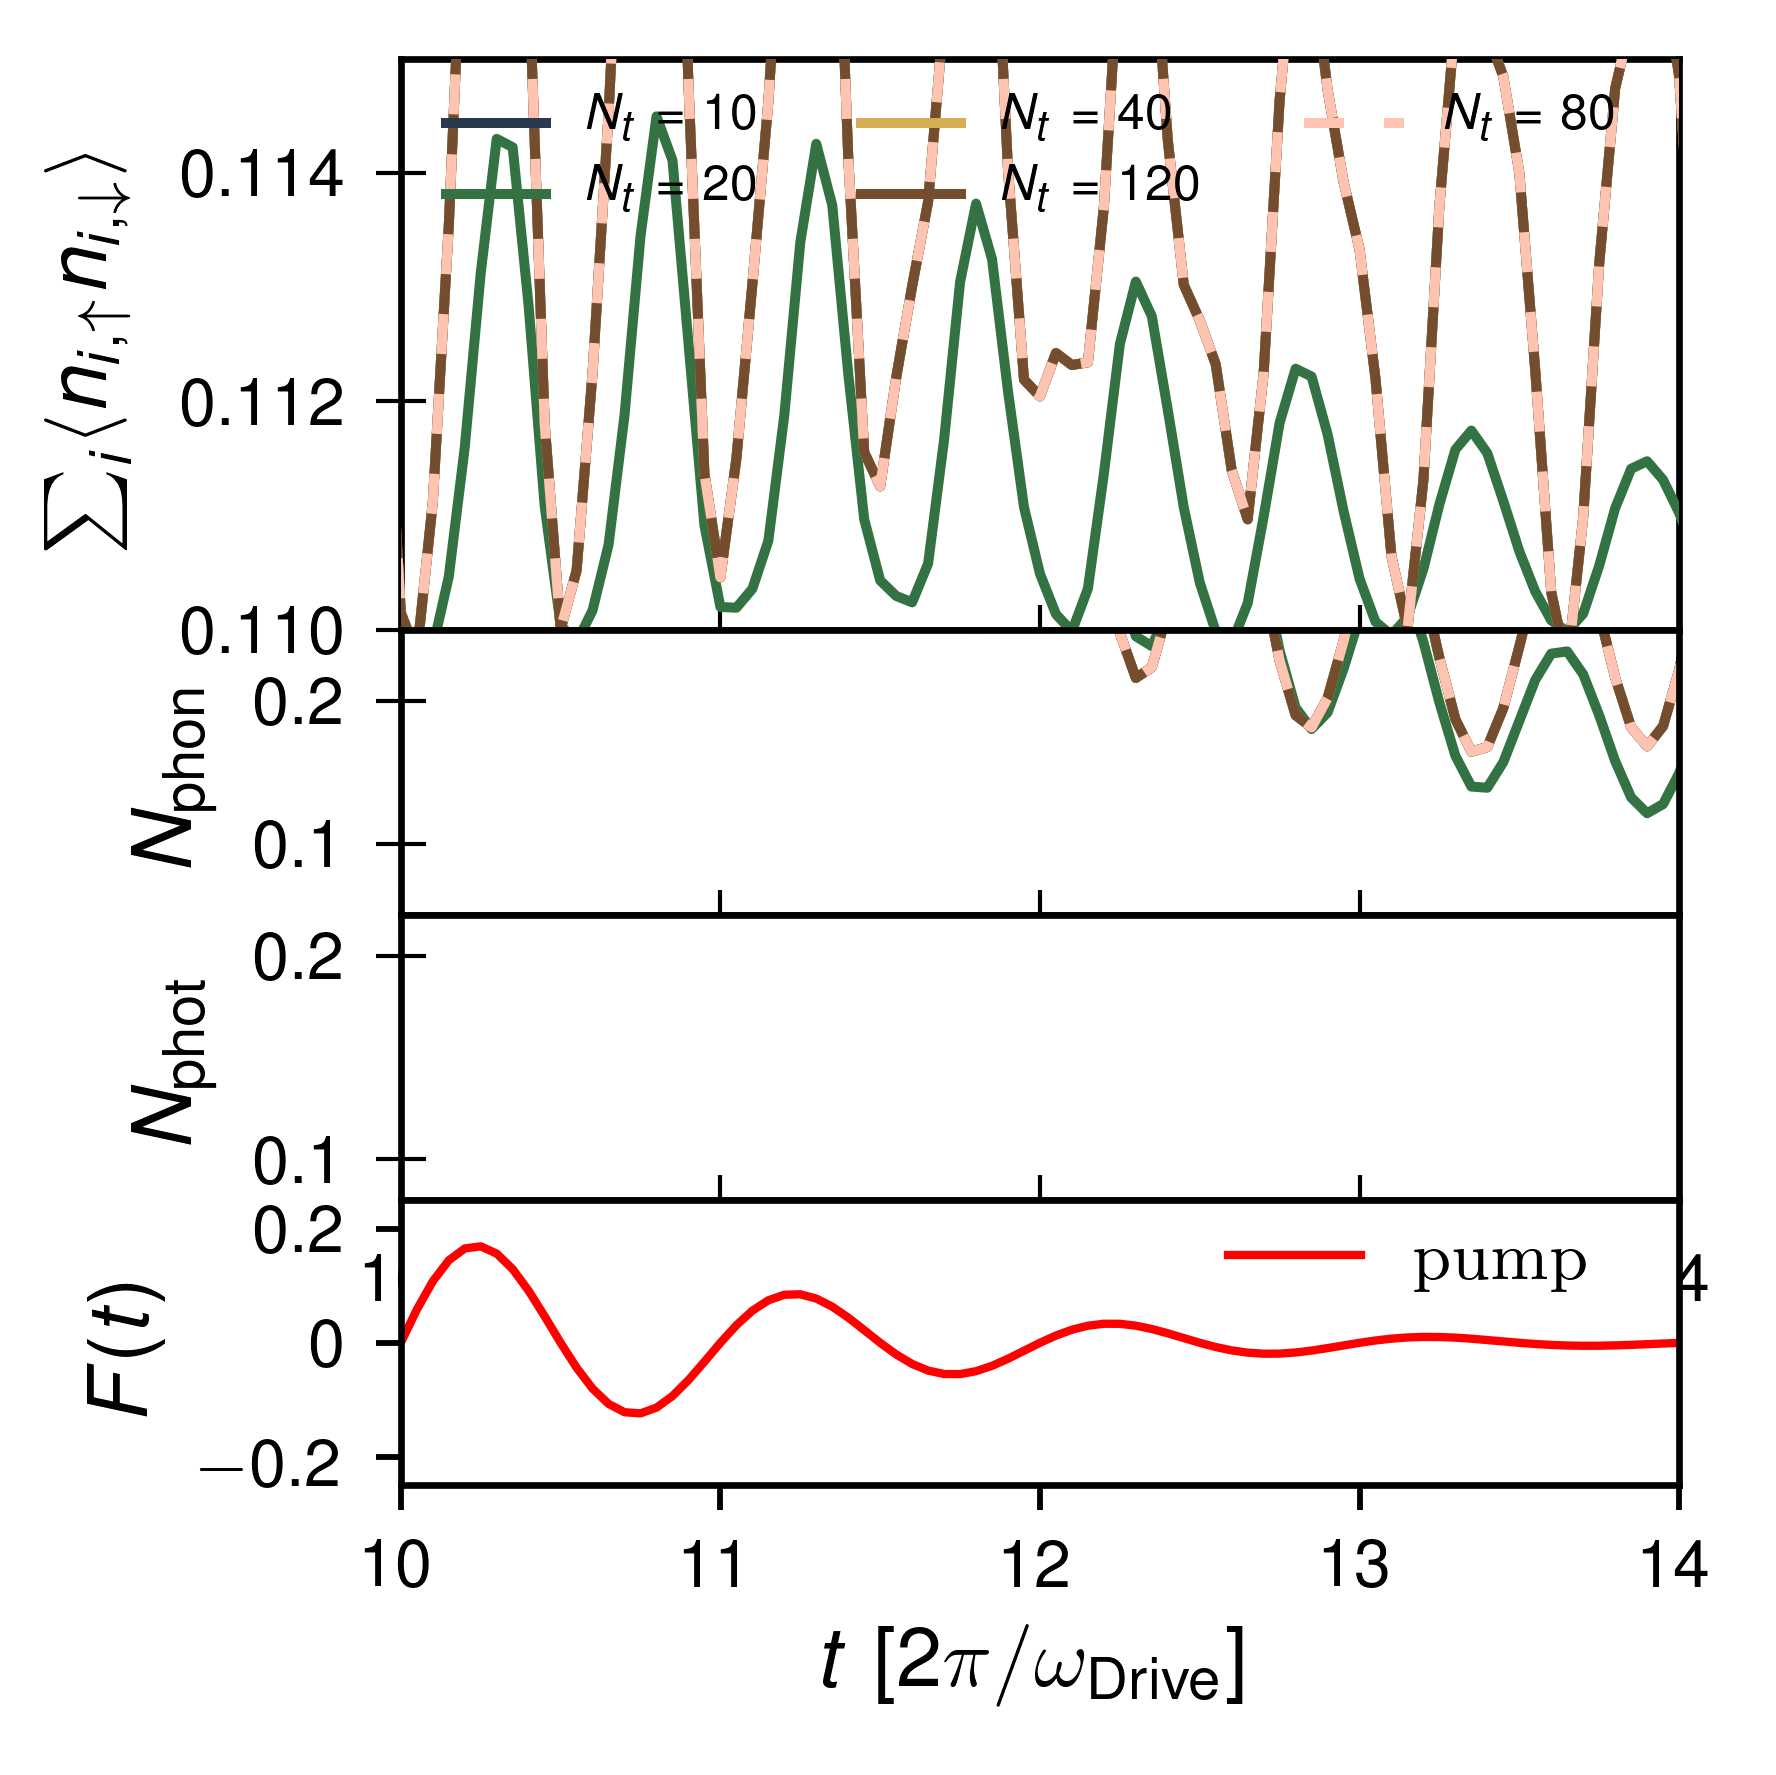 ∑_i⟨n_{i,↑}n_{i,↓}⟩
0.114
0.112
0.110
N_t = 10
N_t = 20
N_t = 40
N_t = 120
N_t = 80
N_phon
0.2
0.1
N_phot
0.2
0.1
F(t)
0.2
0
−0.2
1
4
pump
10 11 12 13 14
t [2π/ω_Drive]